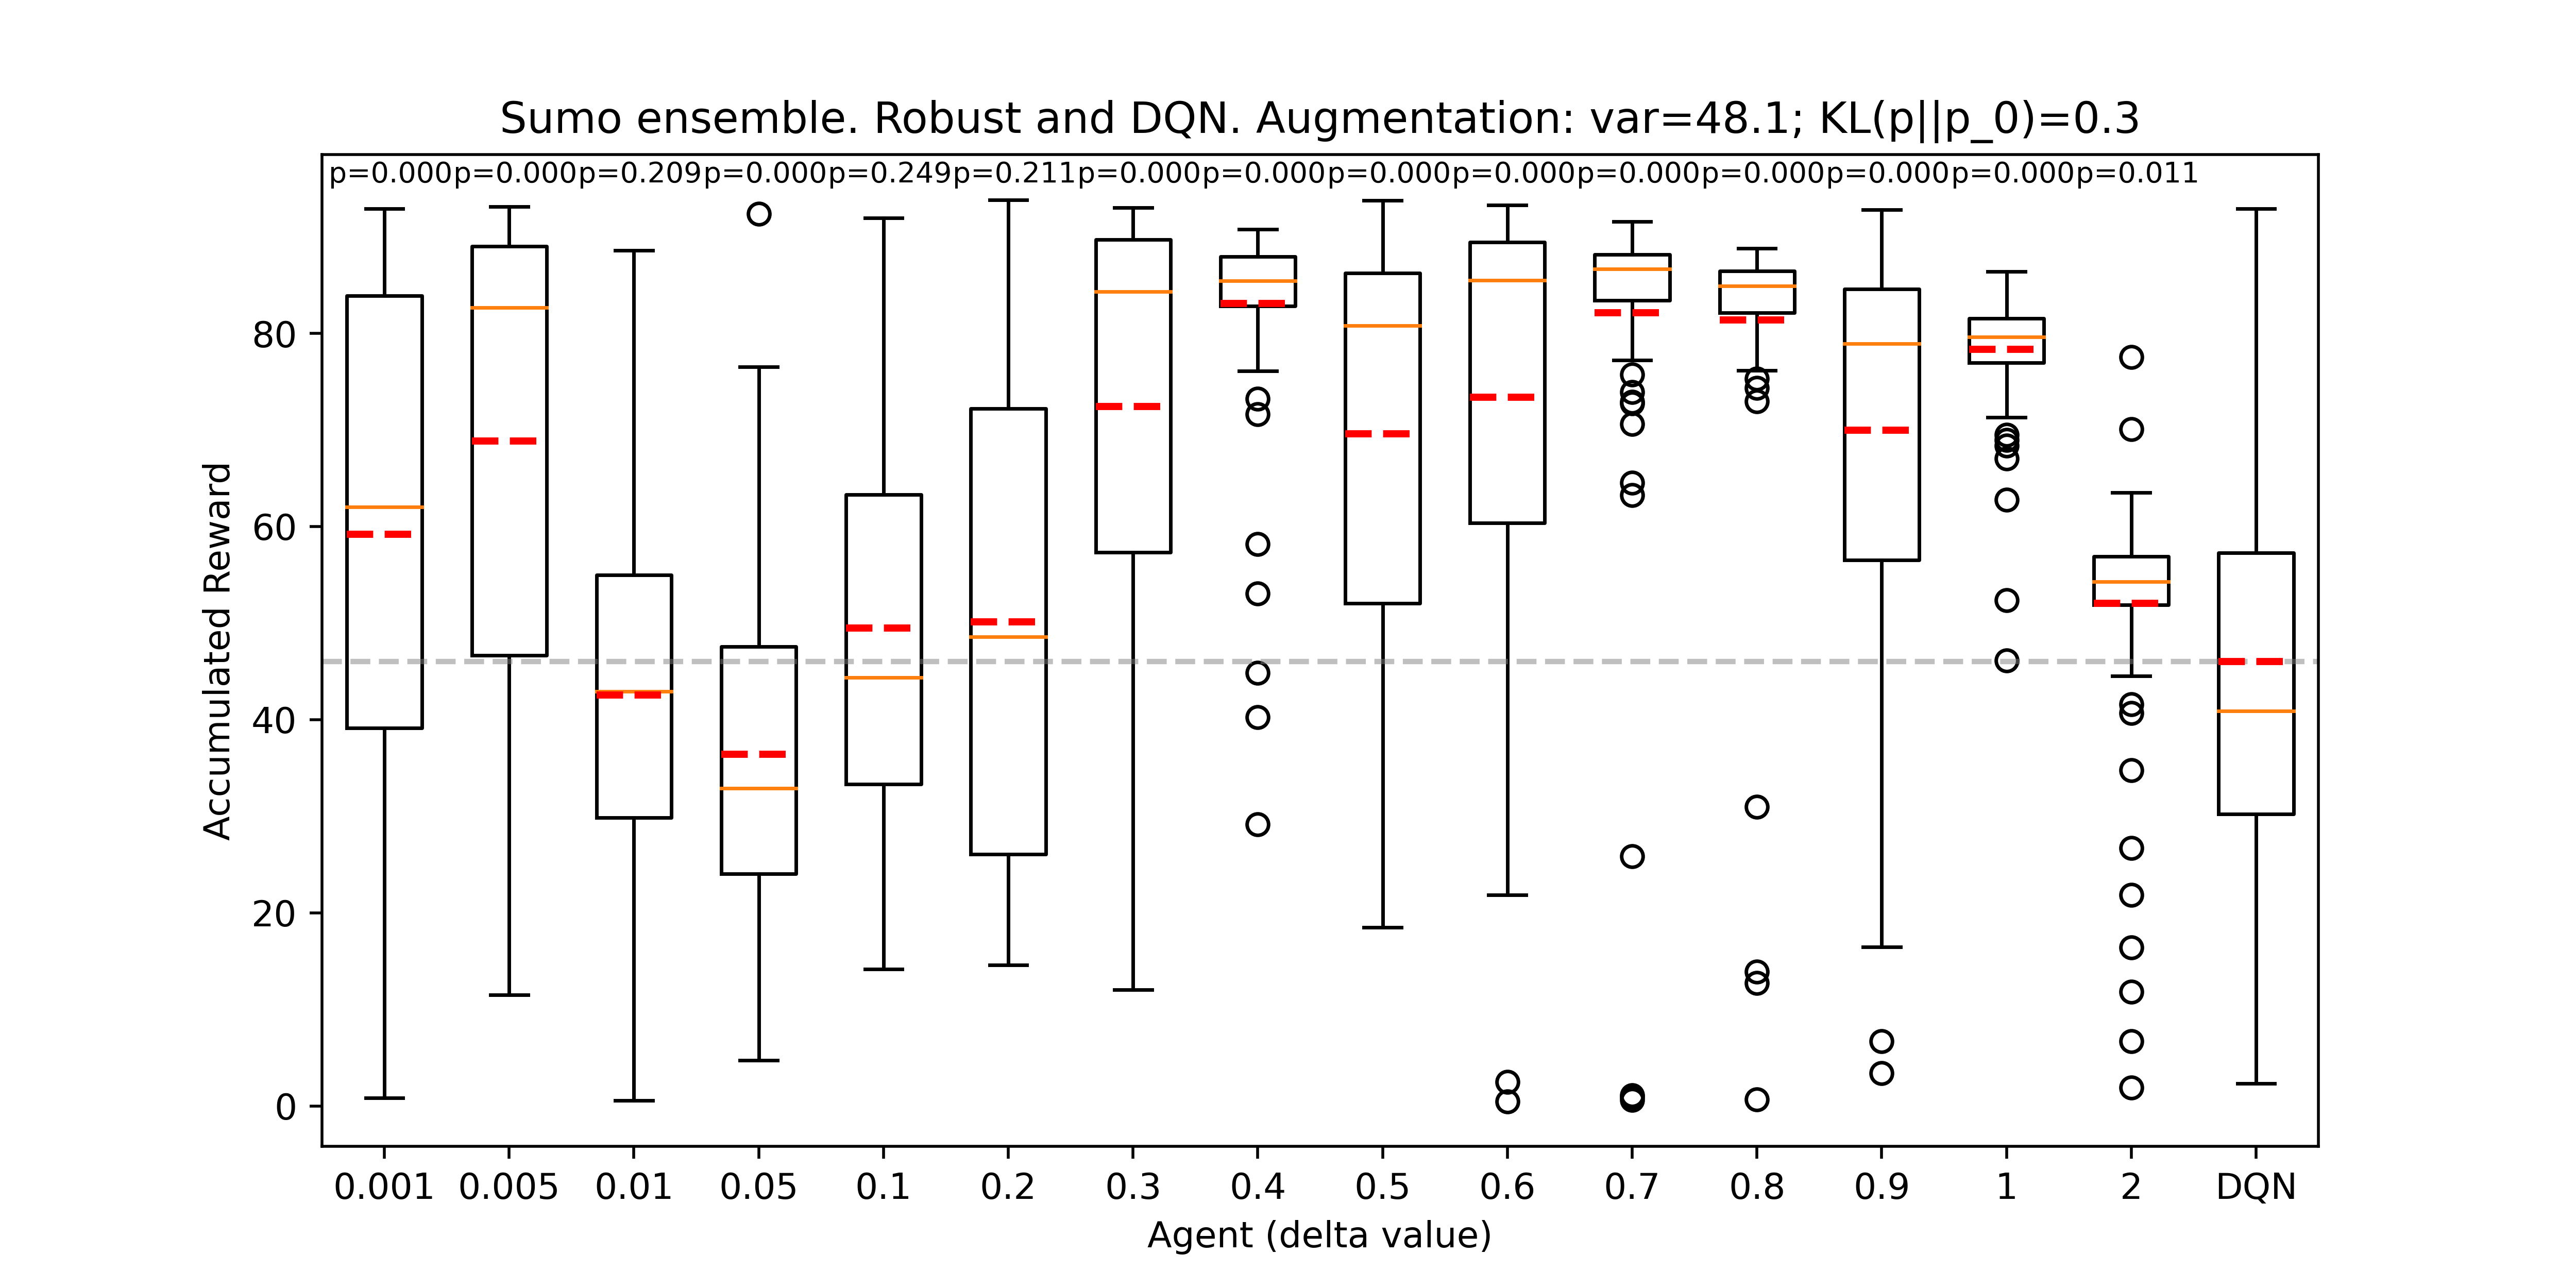 Sumo ensemble. Robust and DQN. Augmentation: var=48.1; KL(p||p_0)=0.3
p=0.000p=0.000p=0.209p=0.000p=0.249p=0.211p=0.000p=0.000p=0.000p=0.000p=0.000p=0.000p=0.000p=0.000p=0.011
80
60
40
20
0
Accumulated Reward
0.001 0.005 0.01 0.05 0.1 0.2 0.3 0.4 0.5 0.6 0.7 0.8 0.9 1 2 DQN
Agent (delta value)